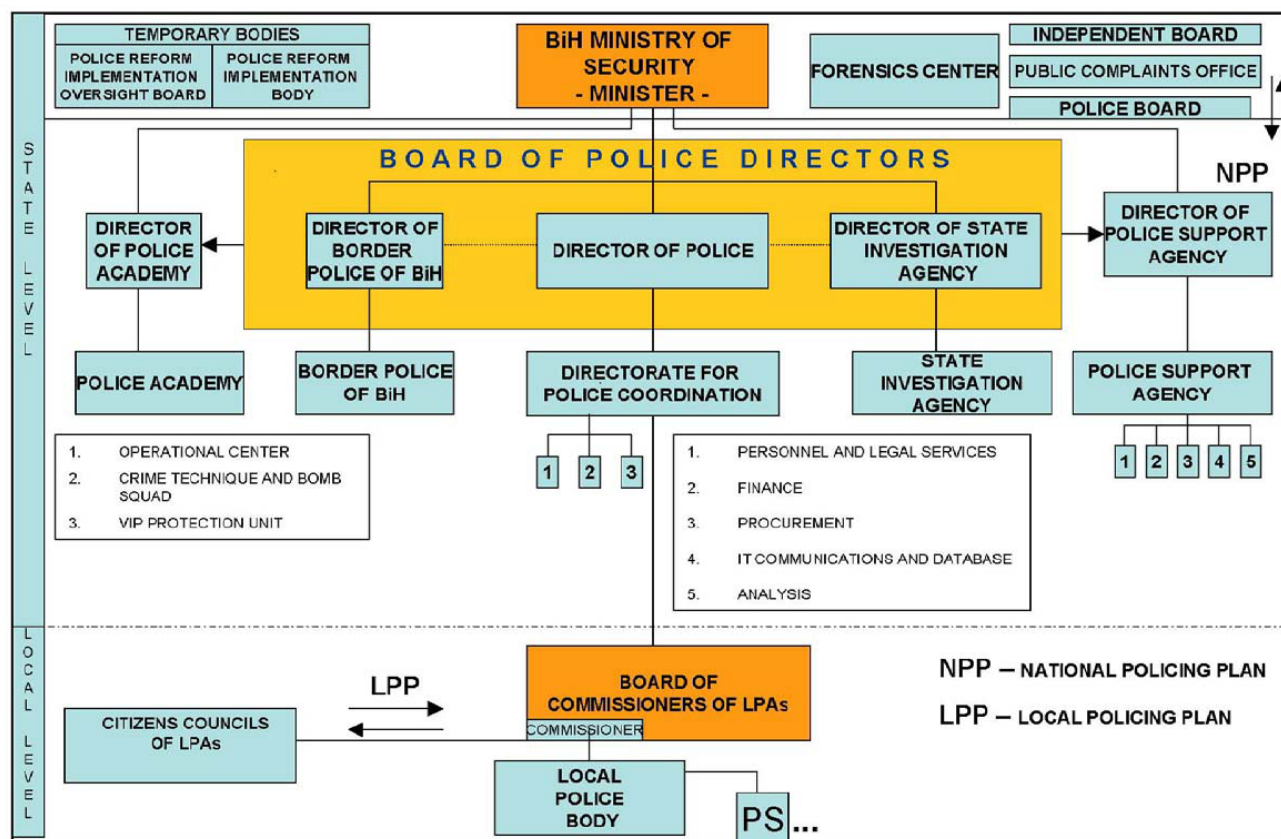 STATE LEVEL
TEMPORARY BODIES
POLICE REFORM
IMPLEMENTATION
OVERSIGHT BOARD
POLICE REFORM
IMPLEMENTATION
BODY
BiH MINISTRY OF
SECURITY
- MINISTER -
FORENSICS CENTER
INDEPENDENT BOARD
PUBLIC COMPLAINTS OFFICE
POLICE BOARD
NPP
BOARD OF POLICE DIRECTORS
DIRECTOR
OF POLICE
ACADEMY
DIRECTOR OF
BORDER
POLICE OF BiH
DIRECTOR OF POLICE
DIRECTOR OF STATE
INVESTIGATION
AGENCY
DIRECTOR OF
POLICE SUPPORT
AGENCY
POLICE ACADEMY
BORDER POLICE
OF BiH
DIRECTORATE FOR
POLICE COORDINATION
STATE
INVESTIGATION
AGENCY
POLICE SUPPORT
AGENCY
1 2 3
1 2 3 4 5
1. OPERATIONAL CENTER
2. CRIME TECHNIQUE AND BOMB
SQUAD
3. VIP PROTECTION UNIT
1. PERSONNEL AND LEGAL SERVICES
2. FINANCE
3. PROCUREMENT
4. IT COMMUNICATIONS AND DATABASE
5. ANALYSIS
LOCAL LEVEL
CITIZENS COUNCILS
OF LPAs
LPP
BOARD OF
COMMISSIONERS OF LPAs
COMMISSIONER
LOCAL
POLICE
BODY
PS...
NPP – NATIONAL POLICING PLAN
LPP – LOCAL POLICING PLAN